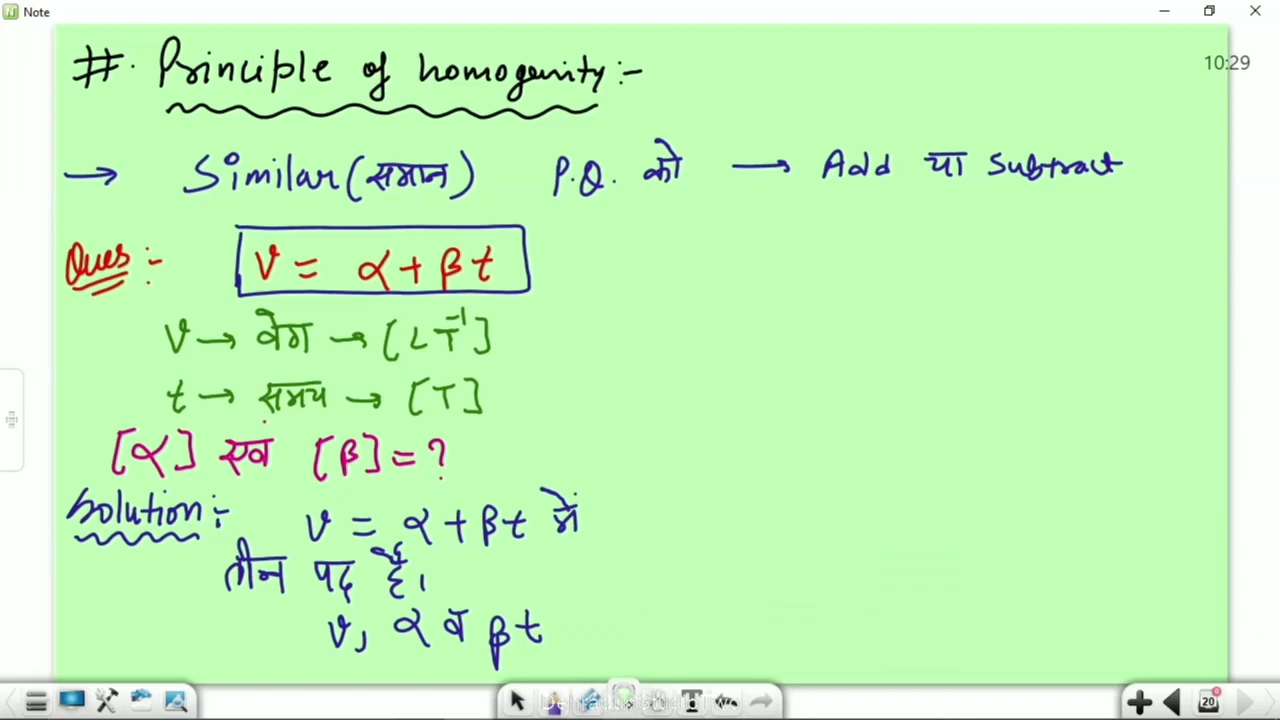 Note
10:29
#. Principle of homogenity:-
→ Similar (समान) P.Q. को → Add या Subtract
Ques :- V = α + βt
V → वेग → [LT⁻¹]
t → समय → [T]
[α] एवं [β] = ?
Solution :- V = α + βt में
तीन पद हैं।
V, α व βt
20